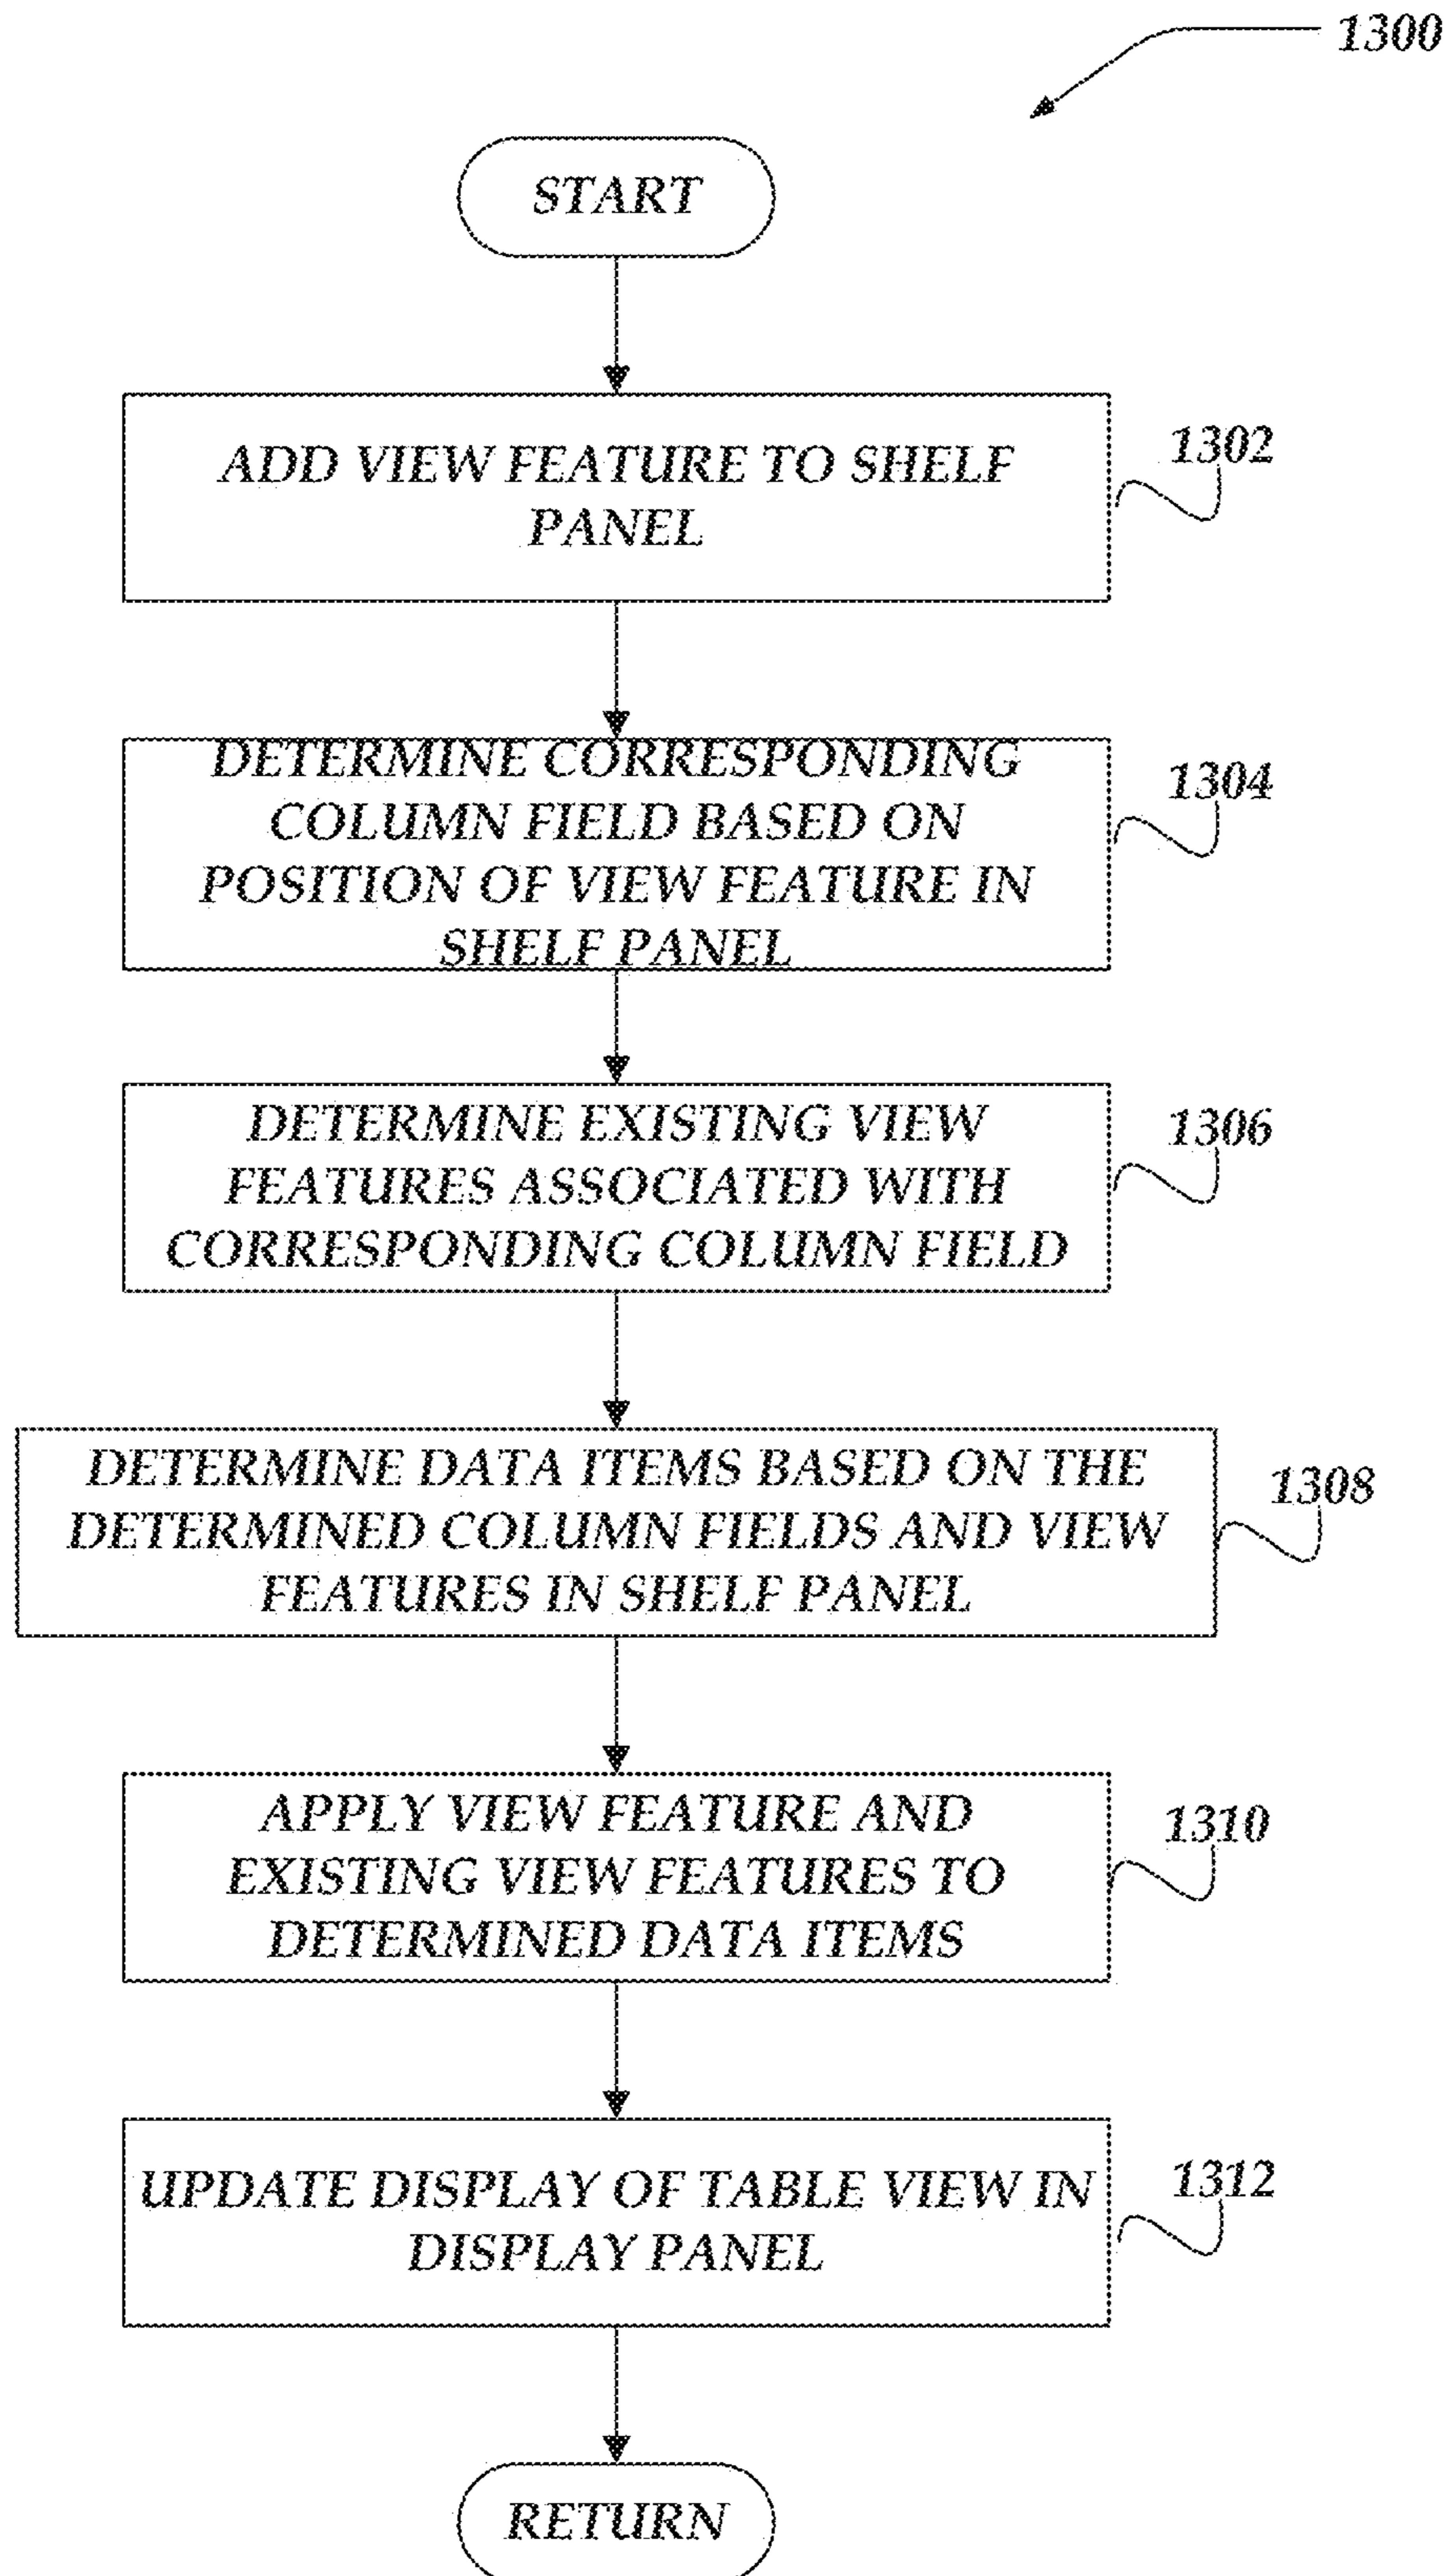 1300
START
ADD VIEW FEATURE TO SHELF
PANEL
1302
DETERMINE CORRESPONDING
COLUMN FIELD BASED ON
POSITION OF VIEW FEATURE IN
SHELF PANEL
1304
DETERMINE EXISTING VIEW
FEATURES ASSOCIATED WITH
CORRESPONDING COLUMN FIELD
1306
DETERMINE DATA ITEMS BASED ON THE
DETERMINED COLUMN FIELDS AND VIEW
FEATURES IN SHELF PANEL
1308
APPLY VIEW FEATURE AND
EXISTING VIEW FEATURES TO
DETERMINED DATA ITEMS
1310
UPDATE DISPLAY OF TABLE VIEW IN
DISPLAY PANEL
1312
RETURN